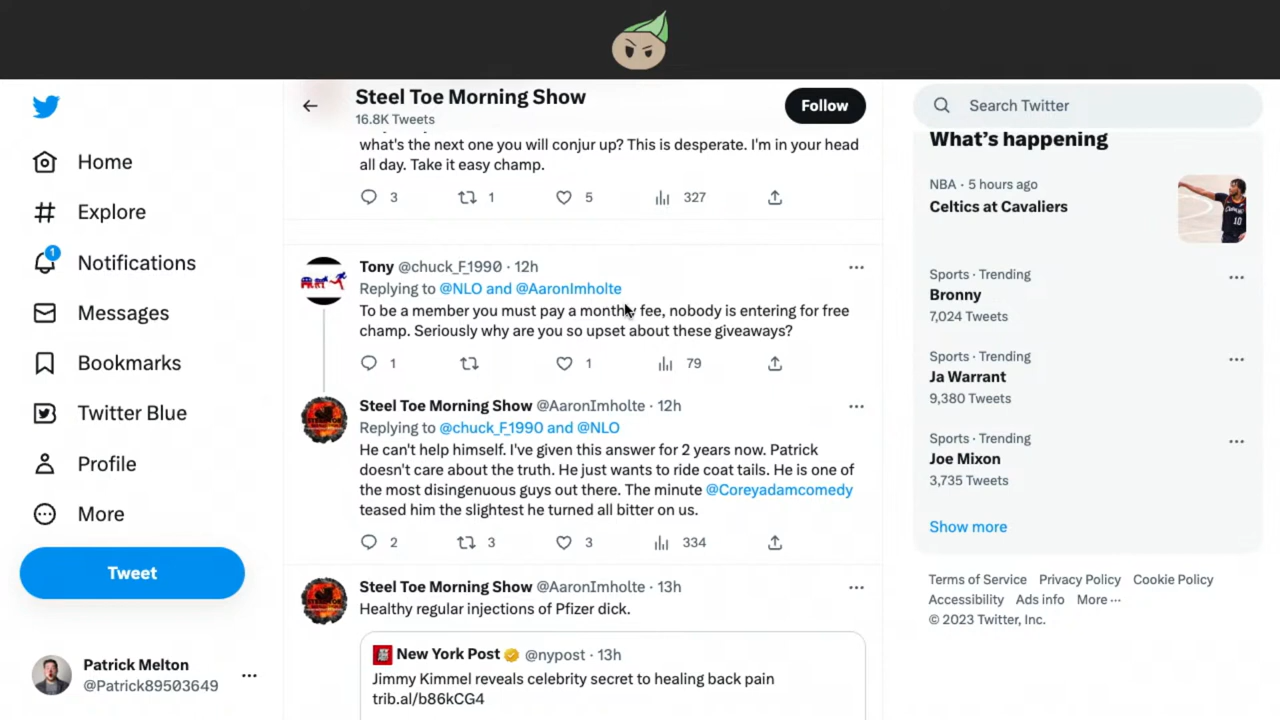 Steel Toe Morning Show
16.8K Tweets
Follow
Search Twitter
Home
Explore
1
Notifications
Messages
Bookmarks
Twitter Blue
Profile
More
Tweet
Patrick Melton
@Patrick89503649
what's the next one you will conjur up? This is desperate. I'm in your head
all day. Take it easy champ.
3 1 5 327
Tony @chuck_F_1990 · 12h
Replying to @NLO and @AaronImholte
To be a member you must pay a monthy fee, nobody is entering for free
champ. Seriously why are you so upset about these giveaways?
1 1 79
Steel Toe Morning Show @AaronImholte · 12h
Replying to @chuck_F_1990 and @NLO
He can't help himself. I've given this answer for 2 years now. Patrick
doesn't care about the truth. He just wants to ride coat tails. He is one of
the most disingenuous guys out there. The minute @Coreyadamcomedy
teased him the slightest he turned all bitter on us.
2 3 3 334
Steel Toe Morning Show @AaronImholte · 13h
Healthy regular injections of Pfizer dick.
New York Post @nypost · 13h
Jimmy Kimmel reveals celebrity secret to healing back pain
trib.al/b86kCG4
What's happening
NBA · 5 hours ago
Celtics at Cavaliers
Sports · Trending
Bronny
7,024 Tweets
Sports · Trending
Ja Warrant
9,380 Tweets
Sports · Trending
Joe Mixon
3,735 Tweets
Show more
Terms of Service Privacy Policy Cookie Policy
Accessibility Ads info More ···
© 2023 Twitter, Inc.